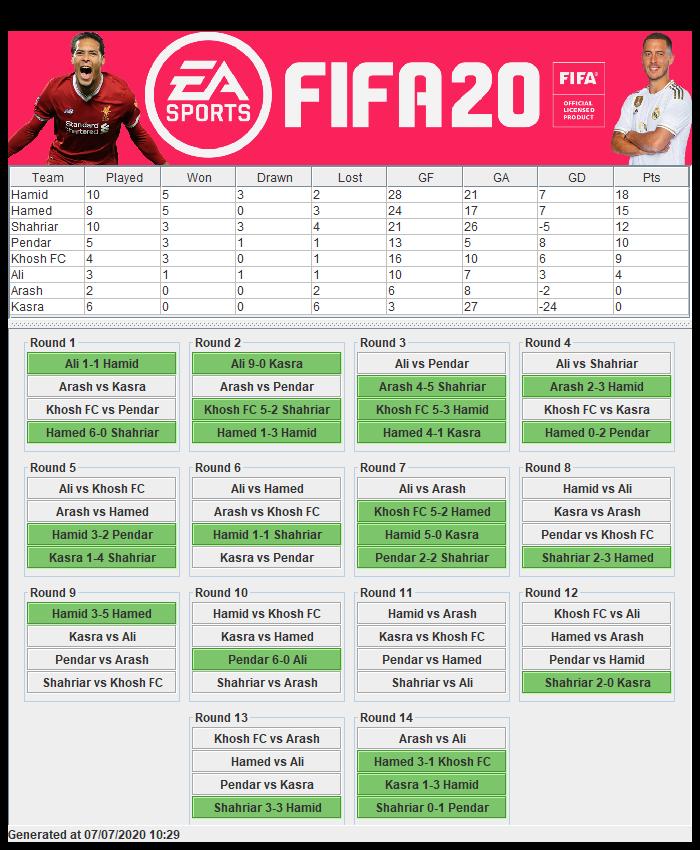 EA SPORTS FIFA 20 FIFA OFFICIAL LICENSED PRODUCT
Standard Chartered
Team Played Won Drawn Lost GF GA GD Pts
Hamid 10 5 3 2 28 21 7 18
Hamed 8 5 0 3 24 17 7 15
Shahriar 10 3 3 4 21 26 -5 12
Pendar 5 3 1 1 13 5 8 10
Khosh FC 4 3 0 1 16 10 6 9
Ali 3 1 1 1 10 7 3 4
Arash 2 0 0 2 6 8 -2 0
Kasra 6 0 0 6 3 27 -24 0
Round 1
Ali 1-1 Hamid
Arash vs Kasra
Khosh FC vs Pendar
Hamed 6-0 Shahriar
Round 2
Ali 9-0 Kasra
Arash vs Pendar
Khosh FC 5-2 Shahriar
Hamed 1-3 Hamid
Round 3
Ali vs Pendar
Arash 4-5 Shahriar
Khosh FC 5-3 Hamid
Hamed 4-1 Kasra
Round 4
Ali vs Shahriar
Arash 2-3 Hamid
Khosh FC vs Kasra
Hamed 0-2 Pendar
Round 5
Ali vs Khosh FC
Arash vs Hamed
Hamid 3-2 Pendar
Kasra 1-4 Shahriar
Round 6
Ali vs Hamed
Arash vs Khosh FC
Hamid 1-1 Shahriar
Kasra vs Pendar
Round 7
Ali vs Arash
Khosh FC 5-2 Hamed
Hamid 5-0 Kasra
Pendar 2-2 Shahriar
Round 8
Hamid vs Ali
Kasra vs Arash
Pendar vs Khosh FC
Shahriar 2-3 Hamed
Round 9
Hamid 3-5 Hamed
Kasra vs Ali
Pendar vs Arash
Shahriar vs Khosh FC
Round 10
Hamid vs Khosh FC
Kasra vs Hamed
Pendar 6-0 Ali
Shahriar vs Arash
Round 11
Hamid vs Arash
Kasra vs Khosh FC
Pendar vs Hamed
Shahriar vs Ali
Round 12
Khosh FC vs Ali
Hamed vs Arash
Pendar vs Hamid
Shahriar 2-0 Kasra
Round 13
Khosh FC vs Arash
Hamed vs Ali
Pendar vs Kasra
Shahriar 3-3 Hamid
Round 14
Arash vs Ali
Hamed 3-1 Khosh FC
Kasra 1-3 Hamid
Shahriar 0-1 Pendar
Generated at 07/07/2020 10:29